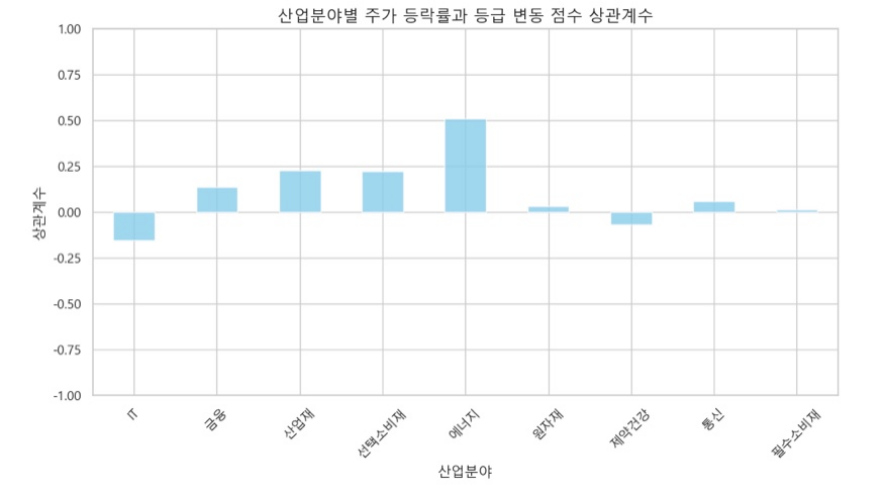 산업분야별 주가 등락률과 등급 변동 점수 상관계수
1.00
0.75
0.50
0.25
0.00
-0.25
-0.50
-0.75
-1.00
상관계수
IT
금융
산업재
선택소비재
에너지
원자재
제약건강
통신
필수소비재
산업분야